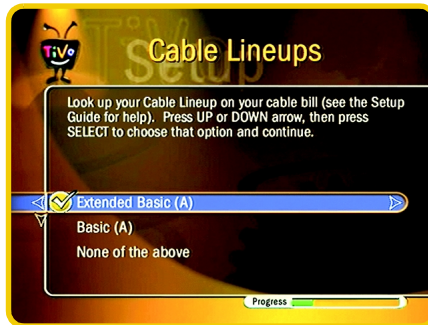 TiVo
TiVo
Setup
Cable Lineups
Look up your Cable Lineup on your cable bill (see the Setup
Guide for help). Press UP or DOWN arrow, then press
SELECT to choose that option and continue.
Extended Basic (A)
Basic (A)
None of the above
Progress